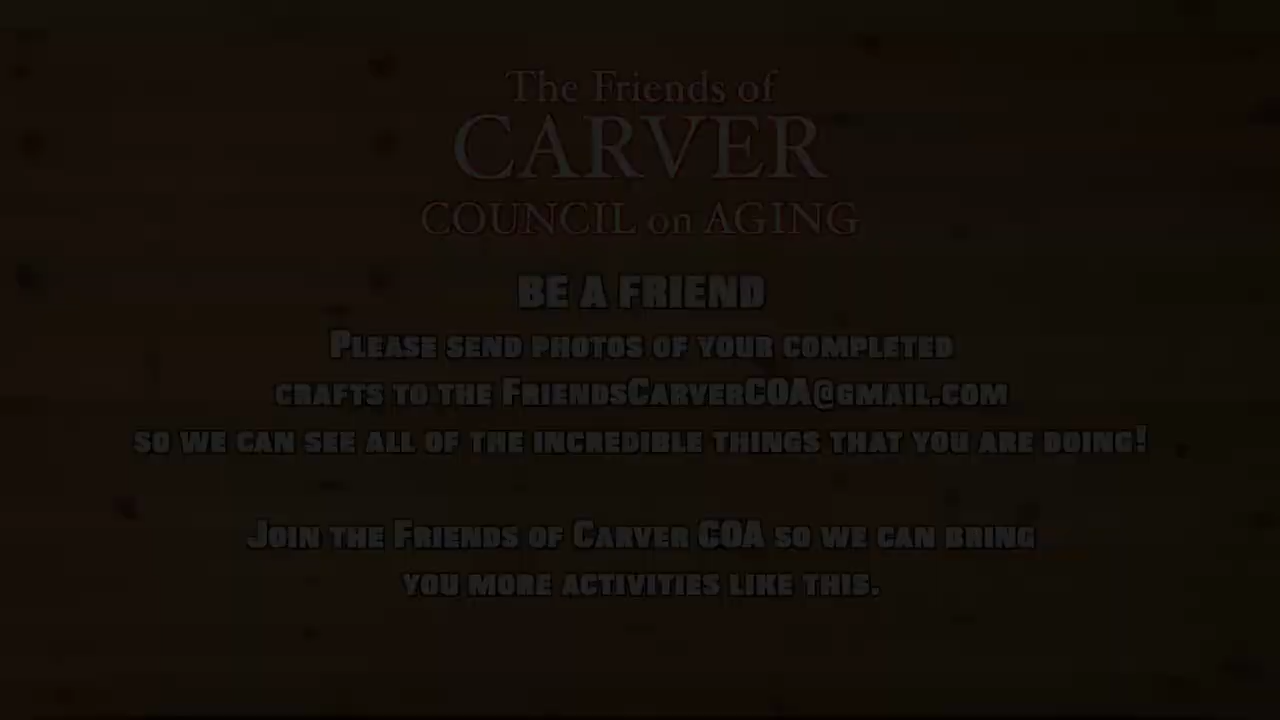 The Friends of
CARVER
COUNCIL on AGING
BE A FRIEND
PLEASE SEND PHOTOS OF YOUR COMPLETED
CRAFTS TO THE FRIENDSCARVERCOA@GMAIL.COM
SO WE CAN SEE ALL OF THE INCREDIBLE THINGS THAT YOU ARE DOING!
JOIN THE FRIENDS OF CARVER COA SO WE CAN BRING
YOU MORE ACTIVITIES LIKE THIS.